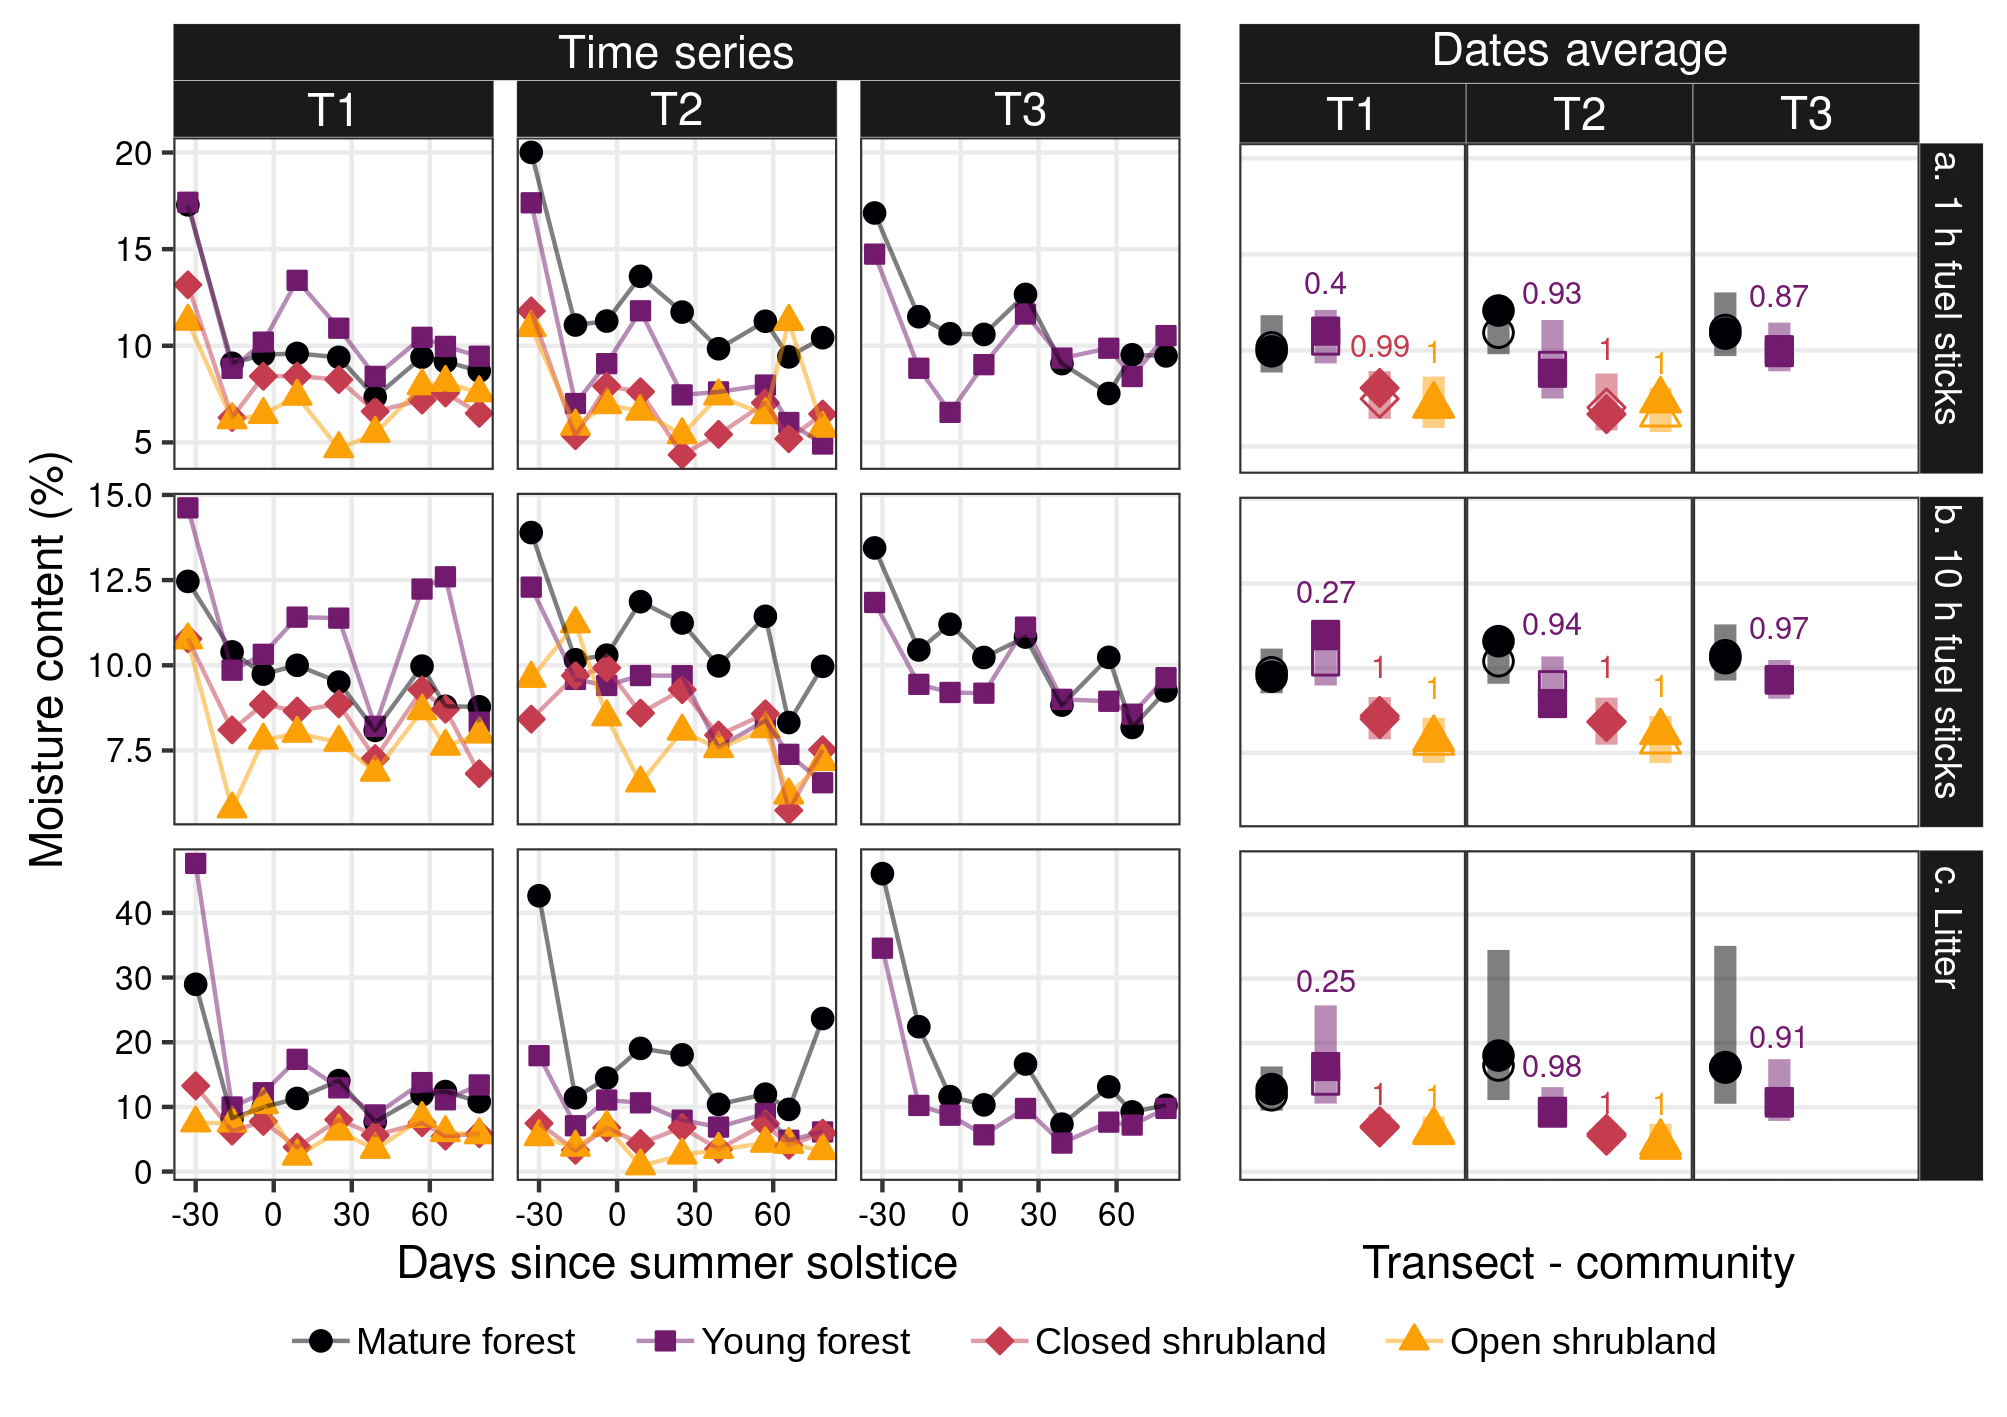 Time series
Dates average
T1 T2 T3
T1 T2 T3
Moisture content (%)
20
15
10
5
0.4
0.99
1
0.93
1
1
0.87
a. 1 h fuel sticks
15.0
12.5
10.0
7.5
0.27
1
1
0.94
1
1
0.97
b. 10 h fuel sticks
40
30
20
10
0
0.25
1
1
0.98
1
1
0.91
c. Litter
-30 0 30 60
-30 0 30 60
-30 0 30 60
Days since summer solstice
Transect - community
Mature forest Young forest Closed shrubland Open shrubland